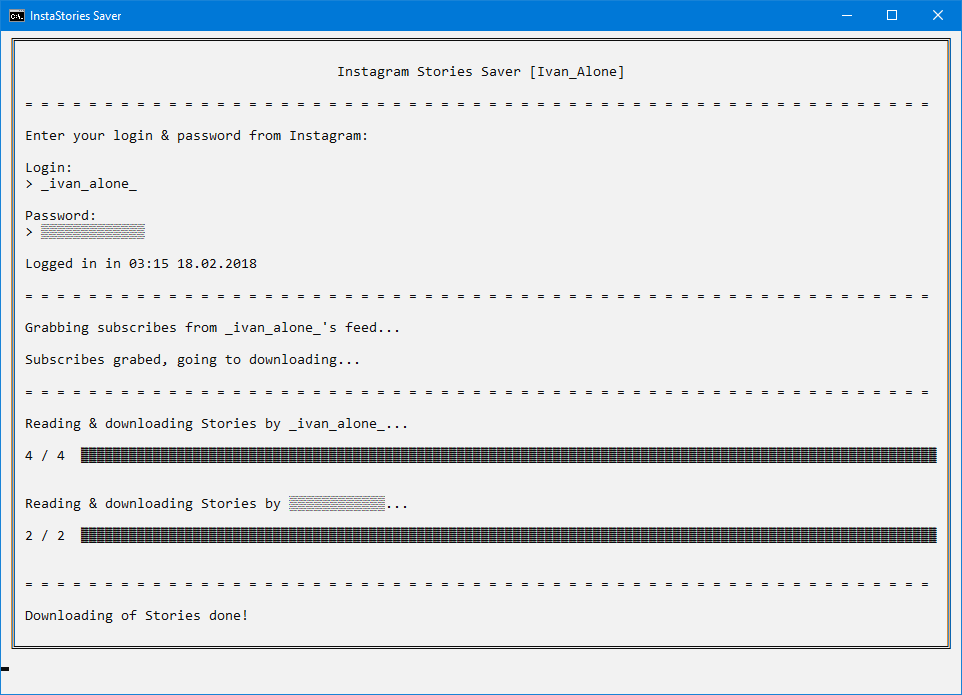 InstaStories Saver
Instagram Stories Saver [Ivan_Alone]
= = = = = = = = = = = = = = = = = = = = = = = = = = = = = = = = = = = = = = = = = = = = = = = = = = = = = = = = =
Enter your login & password from Instagram:
Login:
> _ivan_alone_
Password:
> ▒▒▒▒▒▒▒▒▒▒▒▒▒
Logged in in 03:15 18.02.2018
= = = = = = = = = = = = = = = = = = = = = = = = = = = = = = = = = = = = = = = = = = = = = = = = = = = = = = = = =
Grabbing subscribes from _ivan_alone_'s feed...
Subscribes grabed, going to downloading...
= = = = = = = = = = = = = = = = = = = = = = = = = = = = = = = = = = = = = = = = = = = = = = = = = = = = = = = = =
Reading & downloading Stories by _ivan_alone_...
4 / 4
Reading & downloading Stories by ▒▒▒▒▒▒▒▒▒▒▒▒...
2 / 2
= = = = = = = = = = = = = = = = = = = = = = = = = = = = = = = = = = = = = = = = = = = = = = = = = = = = = = = = =
Downloading of Stories done!